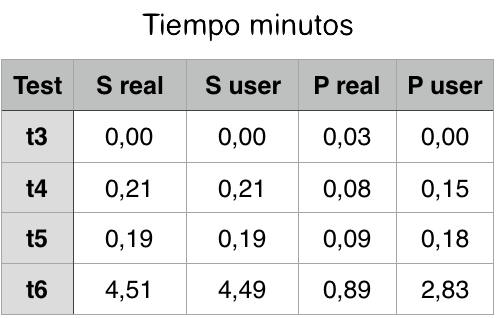 Tiempo minutos
Test S real S user P real P user
t3 0,00 0,00 0,03 0,00
t4 0,21 0,21 0,08 0,15
t5 0,19 0,19 0,09 0,18
t6 4,51 4,49 0,89 2,83